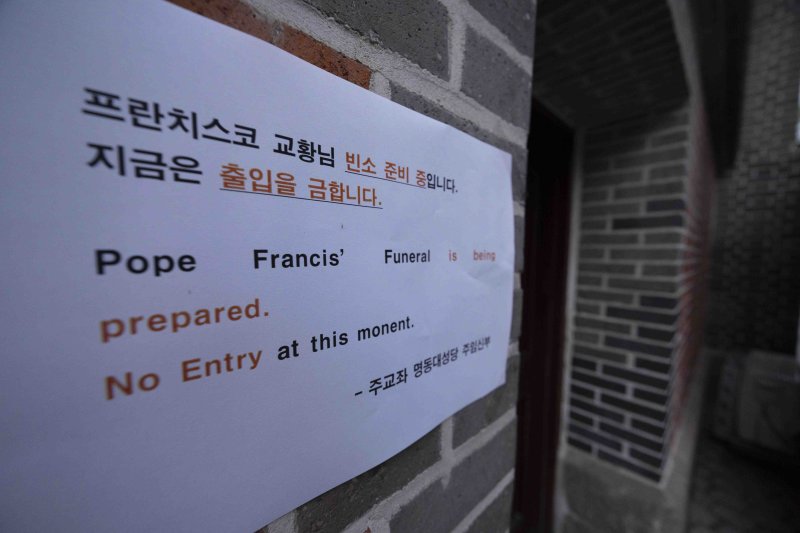 프란치스코 교황님 빈소 준비 중입니다.
지금은 출입을 금합니다.
Pope Francis' Funeral is being
prepared.
No Entry at this monent.
- 주교좌 명동대성당 주임신부